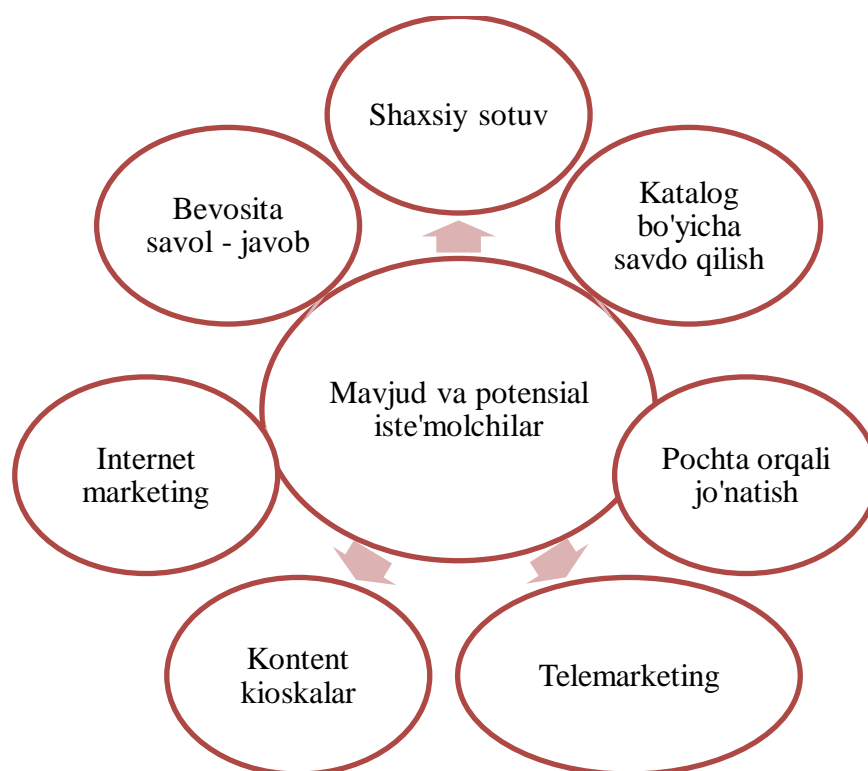 Shaxsiy sotuv
Bevosita
savol - javob
Katalog
bo'yicha
savdo qilish
Mavjud va potensial
iste'molchilar
Internet
marketing
Pochta orqali
jo'natish
Kontent
kioskalar
Telemarketing